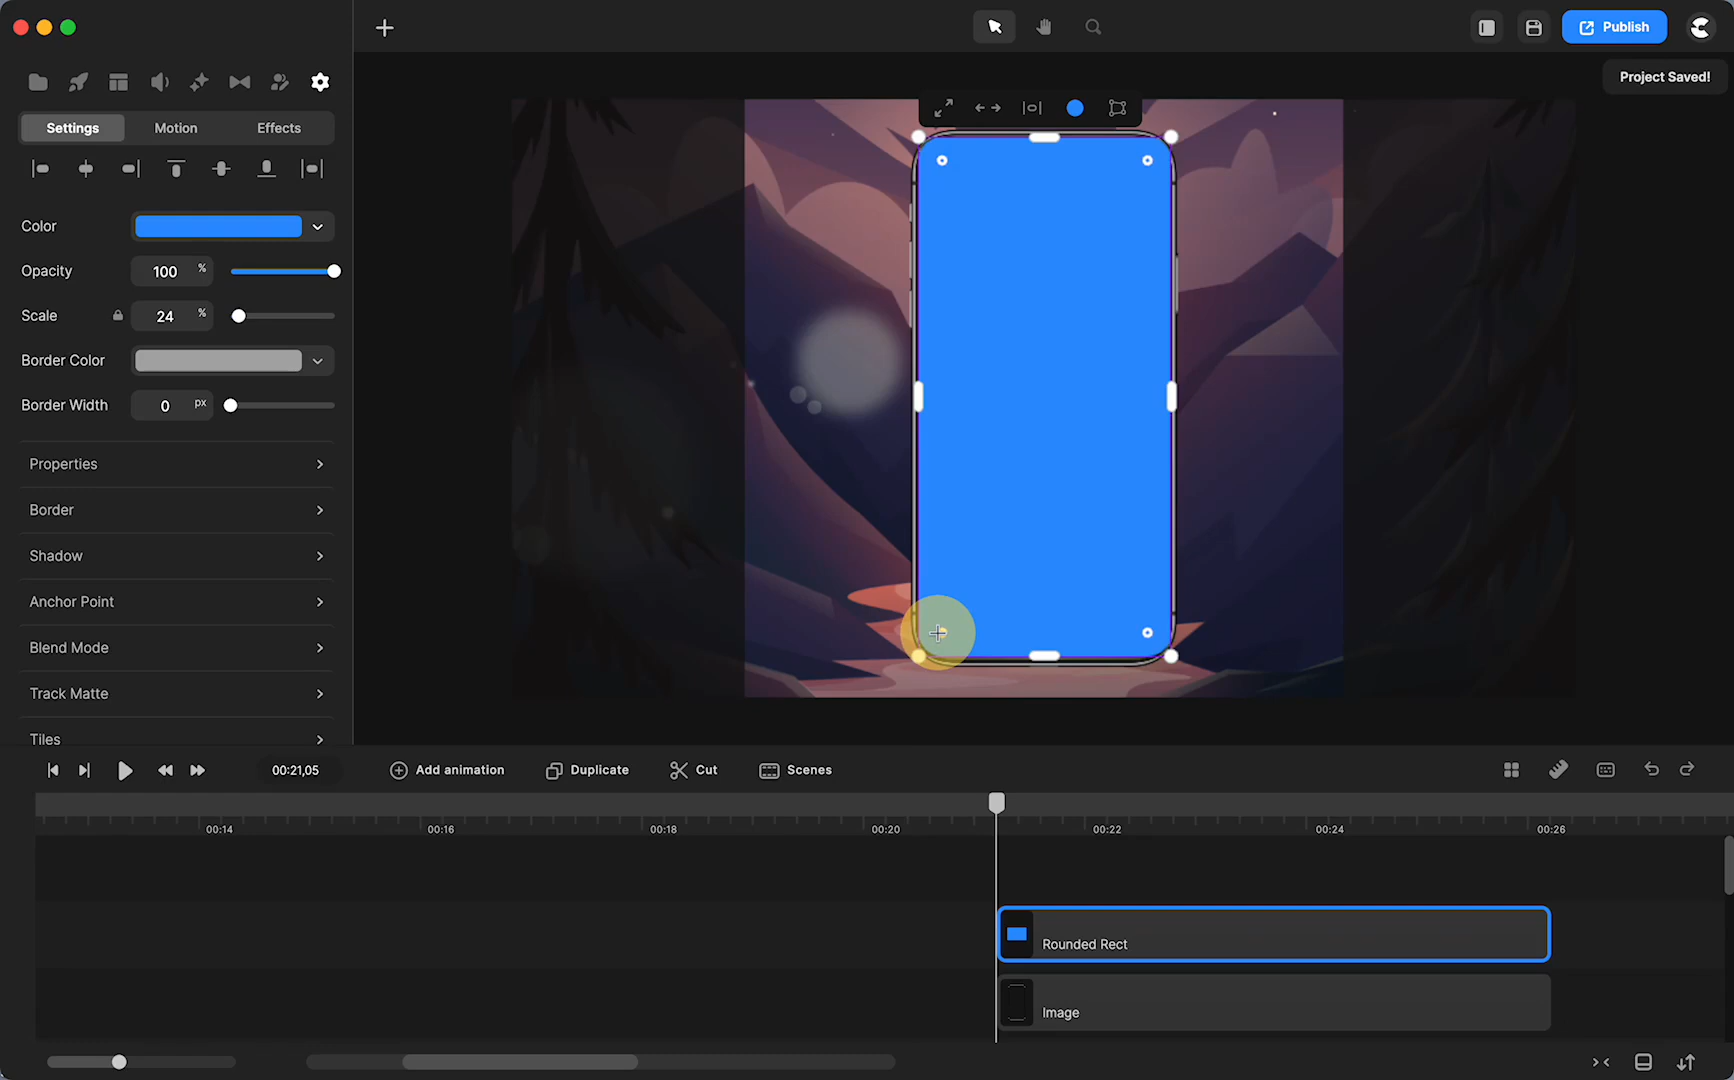 Publish
Project Saved!
Settings
Motion
Effects
Color
Opacity
100 %
Scale
24 %
Border Color
Border Width
0 px
Properties
Border
Shadow
Anchor Point
Blend Mode
Track Matte
Tiles
00:21,05
Add animation
Duplicate
Cut
Scenes
00:14
00:16
00:18
00:20
00:22
00:24
00:26
Rounded Rect
Image